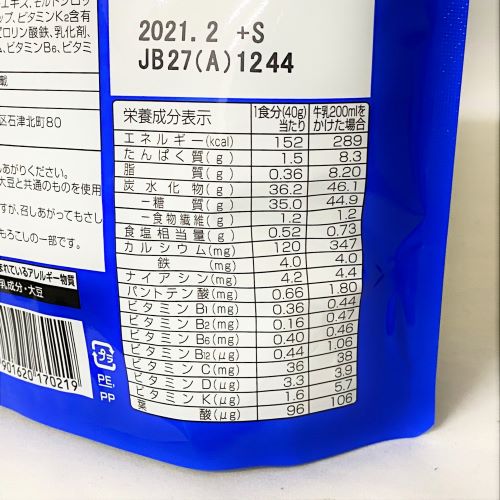 エキス、モルトシロッ
ップ、ビタミンK₂含有
ピロリン酸鉄、乳化剤、
ム、ビタミンB₆、ビタミ
載
区石津北町80
しあがりください。
大豆と共通のものを使用
すが、召しあがってもさし
もろこしの一部です。
まれているアレルギー物質
乳成分・大豆
901620 170219
プラ
PE,
PP
2021. 2 +S
JB27(A)1244
栄養成分表示 1食分(40g)当たり 牛乳200mlをかけた場合
エネルギー(kcal) 152 289
たんぱく質(g) 1.5 8.3
脂質(g) 0.36 8.20
炭水化物(g) 36.2 46.1
−糖質(g) 35.0 44.9
−食物繊維(g) 1.2 1.2
食塩相当量(g) 0.52 0.73
カルシウム(mg) 120 347
鉄(mg) 4.0 4.0
ナイアシン(mg) 4.2 4.4
パントテン酸(mg) 0.66 1.80
ビタミンB₁(mg) 0.36 0.44
ビタミンB₂(mg) 0.16 0.47
ビタミンB₆(mg) 0.40 0.46
ビタミンB₁₂(μg) 0.44 1.06
ビタミンC(mg) 36 38
ビタミンD(μg) 3.3 3.9
ビタミンK(μg) 1.6 5.7
葉酸(μg) 96 106